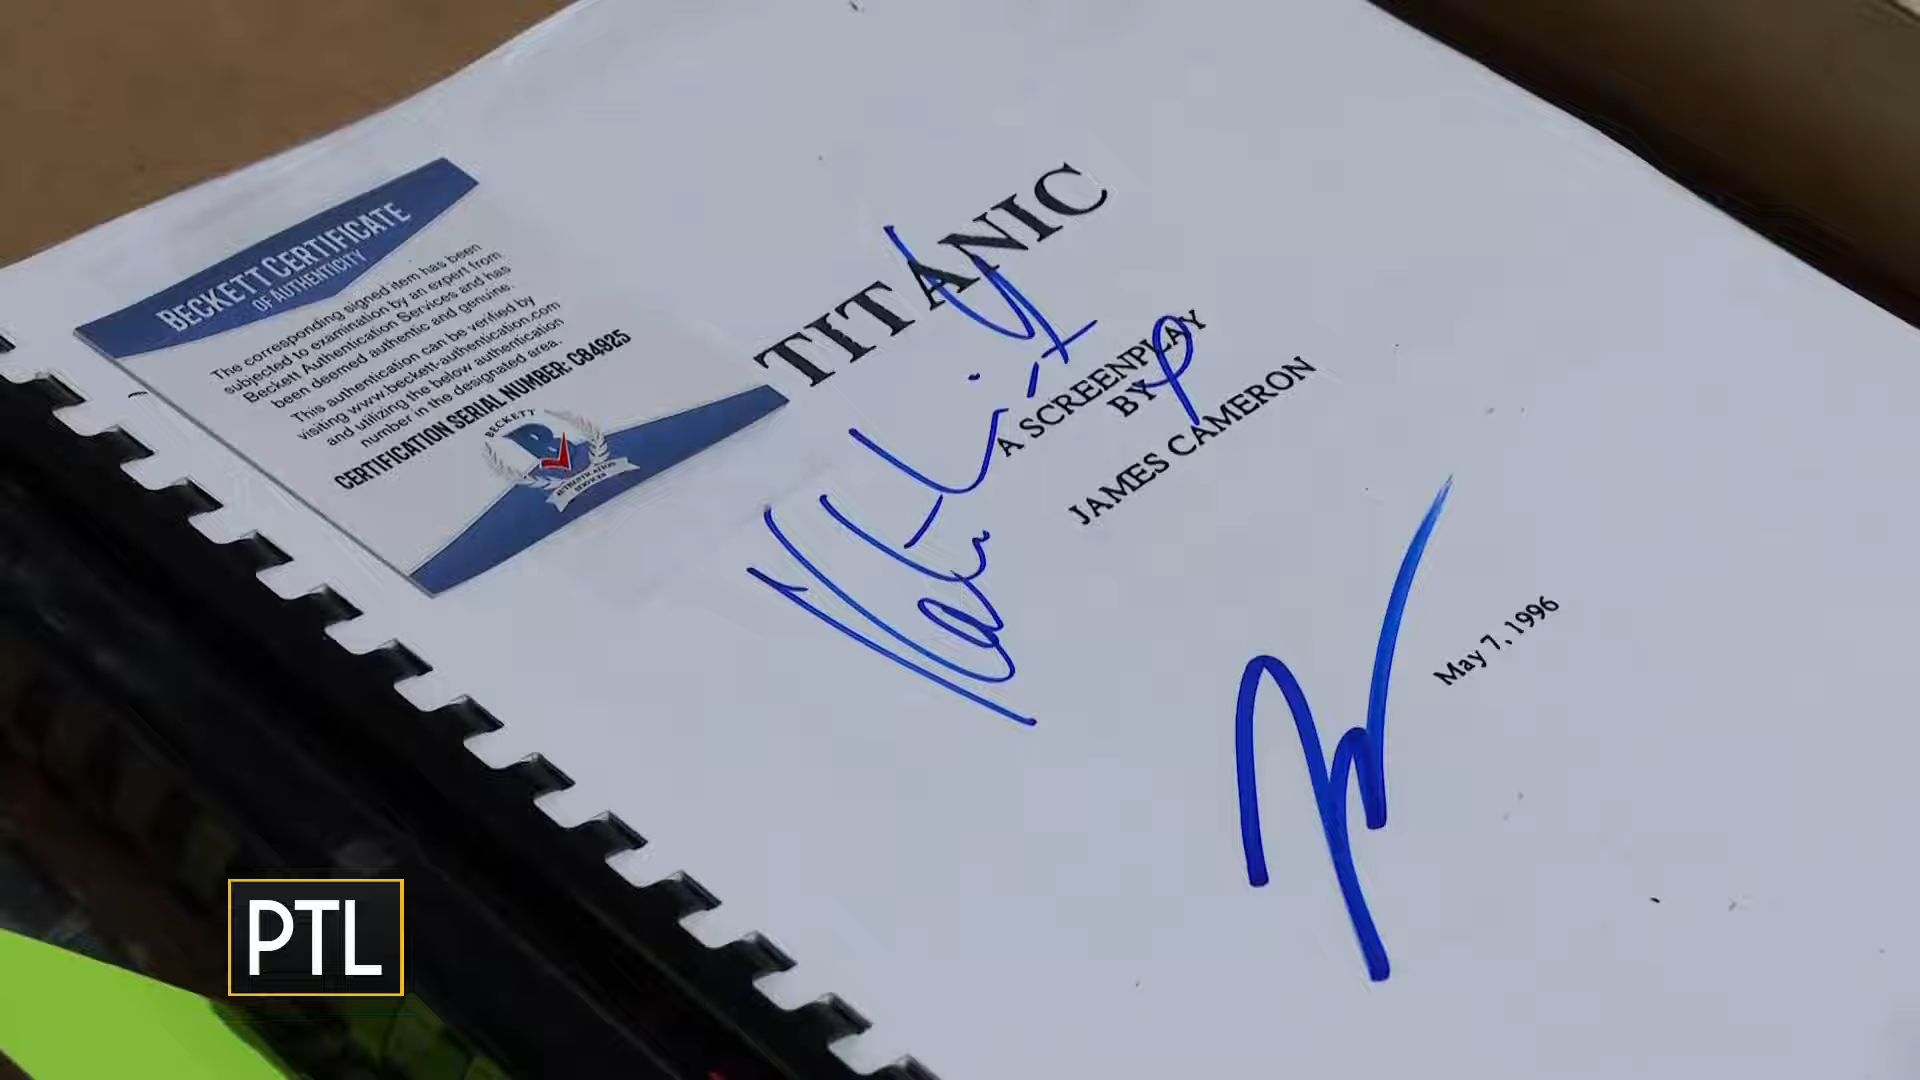 BECKETT CERTIFICATE
OF AUTHENTICITY
The corresponding signed item has been
subjected to examination by an expert from
Beckett Authentication Services and has
been deemed authentic and genuine.
This authentication can be verified by
visiting www.beckett-authentication.com
and utilizing the below authentication
number in the designated area.
CERTIFICATION SERIAL NUMBER: C84825
BECKETT
B
AUTHENTICATION
SERVICES
TITANIC
A SCREENPLAY
BY
JAMES CAMERON
May 7, 1996
PTL